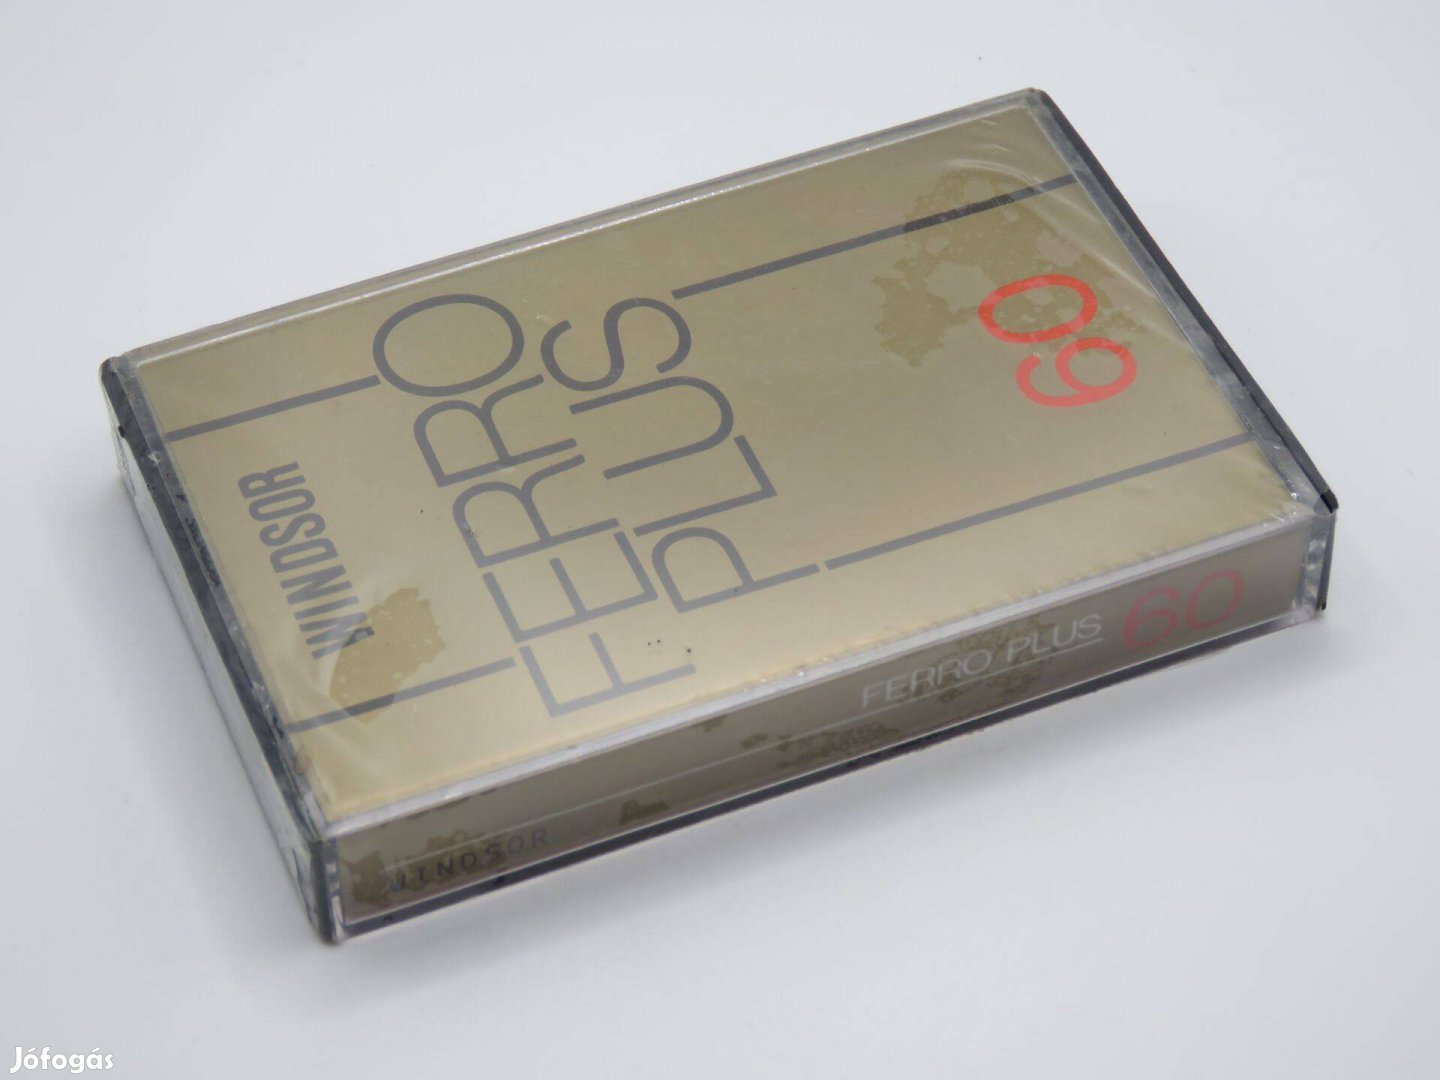 WINDSOR
FERRO
PLUS
60
WINDSOR
FERRO PLUS 60
Jófogás